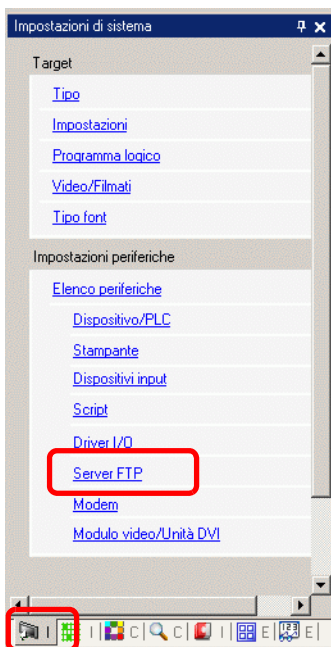 Impostazioni di sistema
Target
Tipo
Impostazioni
Programma logico
Video/Filmati
Tipo font
Impostazioni periferiche
Elenco periferiche
Dispositivo/PLC
Stampante
Dispositivi input
Script
Driver I/O
Server FTP
Modem
Modulo video/Unità DVI
I I C C I E E